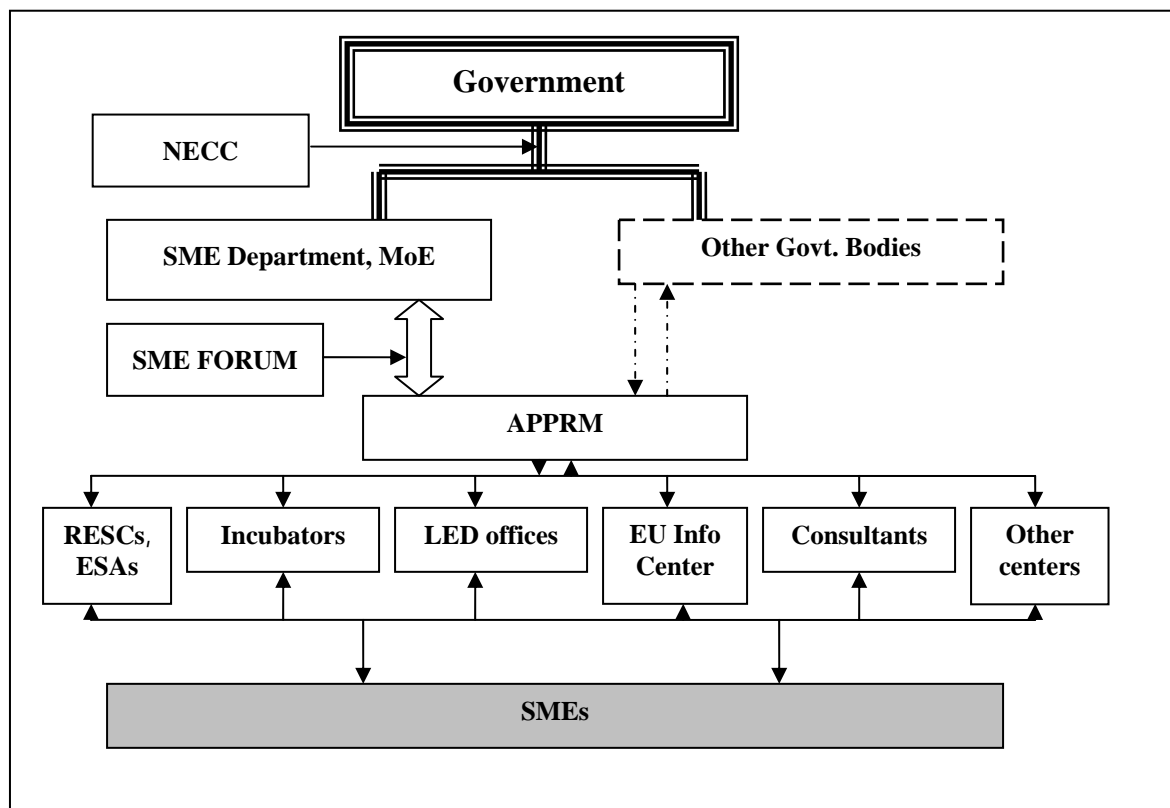 Government
NECC
SME Department, MoE
Other Govt. Bodies
SME FORUM
APPRM
RESCs,
ESAs
Incubators
LED offices
EU Info
Center
Consultants
Other
centers
SMEs